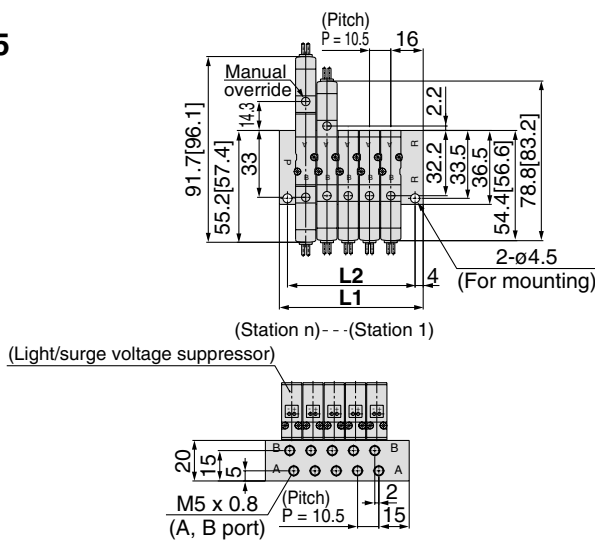 5
(Pitch)
P = 10.5
16
Manual
override
14.3
2.2
91.7[96.1]
55.2[57.4]
33
P
A
A
A
A
B
B
B
B
B
R
R
32.2
33.5
36.5
54.4[56.6]
78.8[83.2]
2-ø4.5
(For mounting)
L2
4
L1
(Station n)---(Station 1)
(Light/surge voltage suppressor)
20
15
5
B
B
A
A
2
M5 x 0.8
(A, B port)
(Pitch)
P = 10.5
15